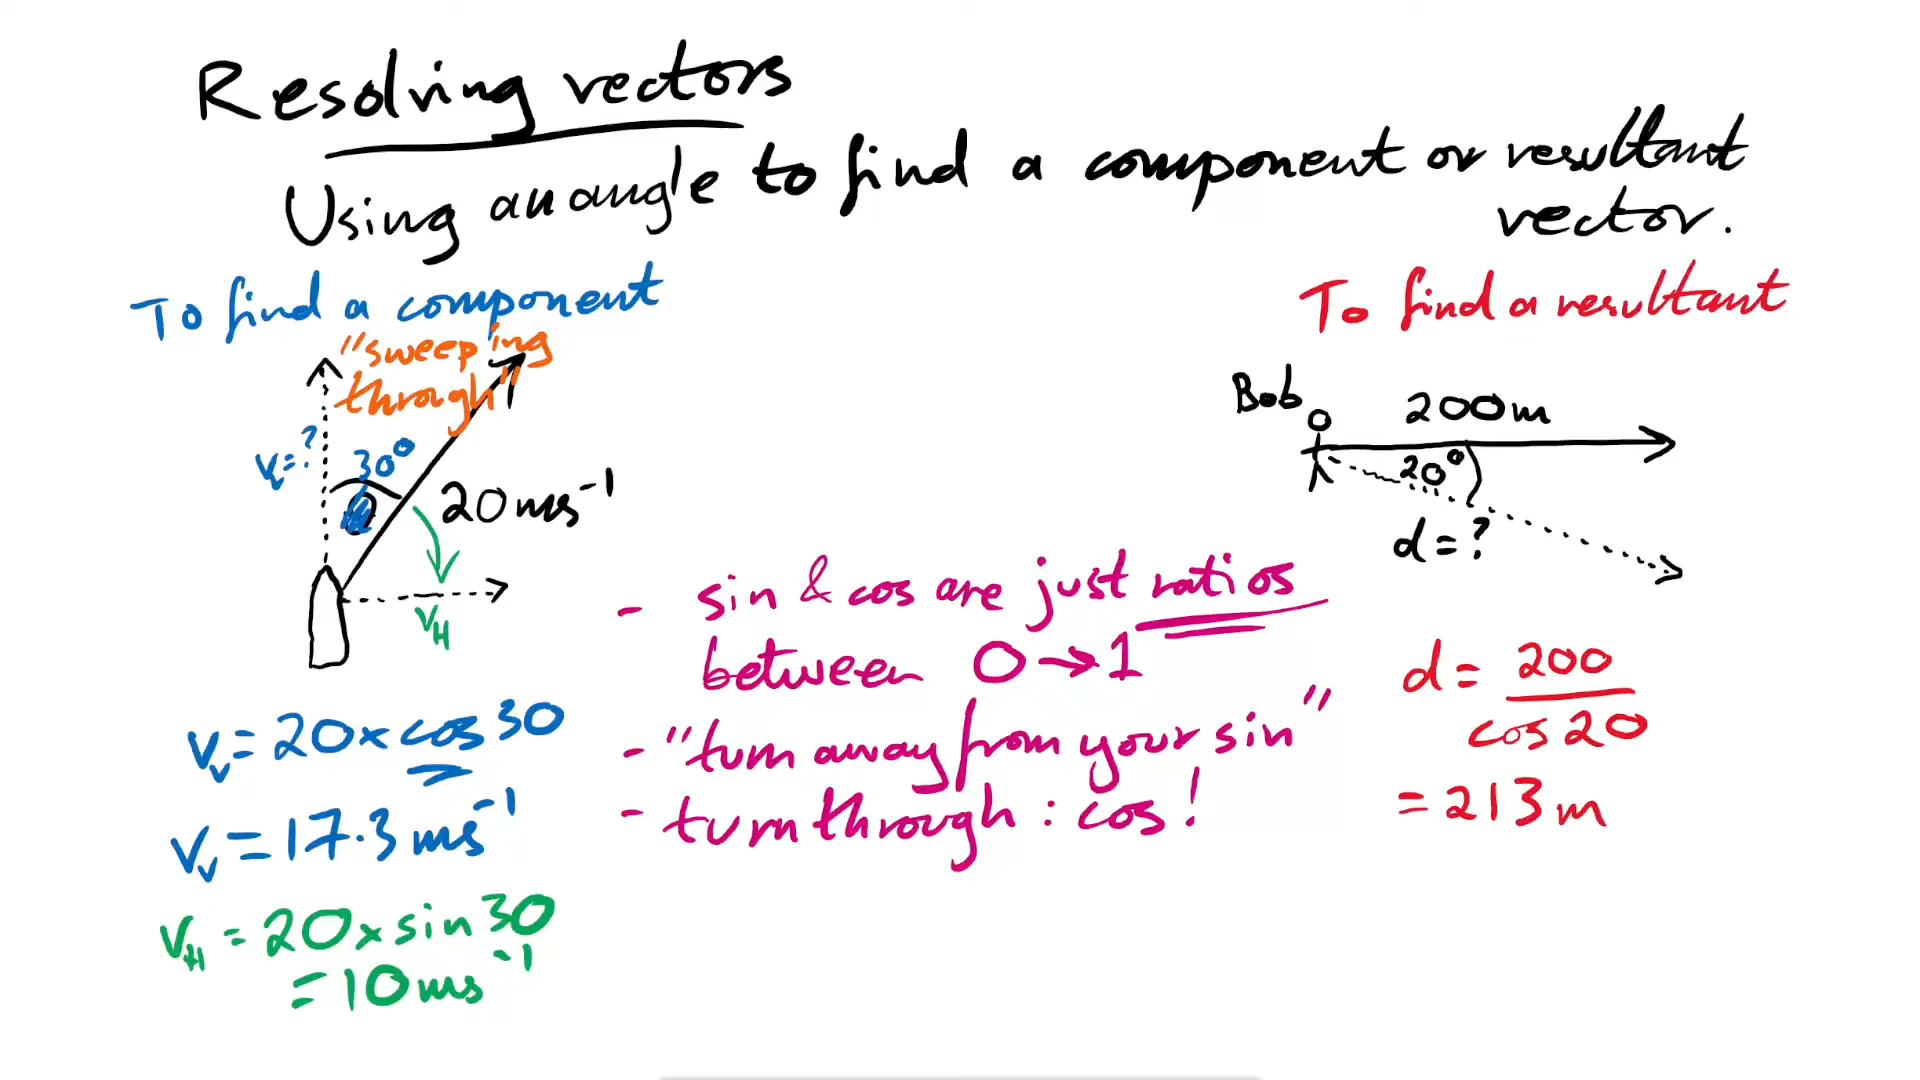 Resolving vectors
Using an angle to find a component or resultant
vector.
To find a component
"sweeping
through"
Vv=?
30°
20ms⁻¹
VH
Vv = 20 x cos 30
Vv = 17.3 ms⁻¹
VH = 20 x sin 30
= 10 ms⁻¹
- sin & cos are just ratios
between 0 → 1
- "turn away from your sin"
- turn through : cos !
To find a resultant
Bob
200m
20°
d = ?
d = 200
cos 20
= 213 m